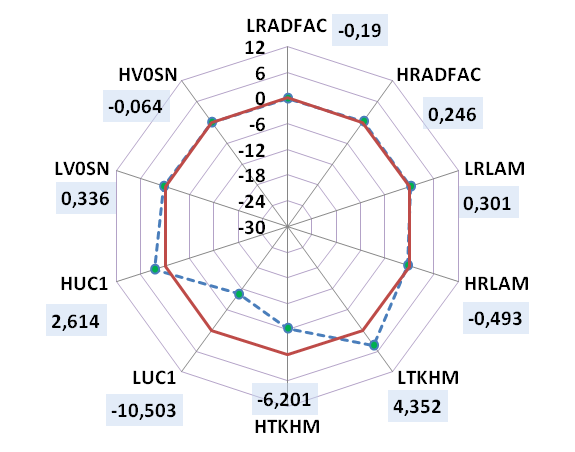 LRADFAC
-0,19
12
HV0SN
6
HRADFAC
-0,064
0
0,246
-6
-12
LV0SN
LRLAM
0,336
-18
0,301
-24
-30
HUC1
HRLAM
2,614
-0,493
LUC1
LTKHM
-10,503
-6,201
4,352
HTKHM